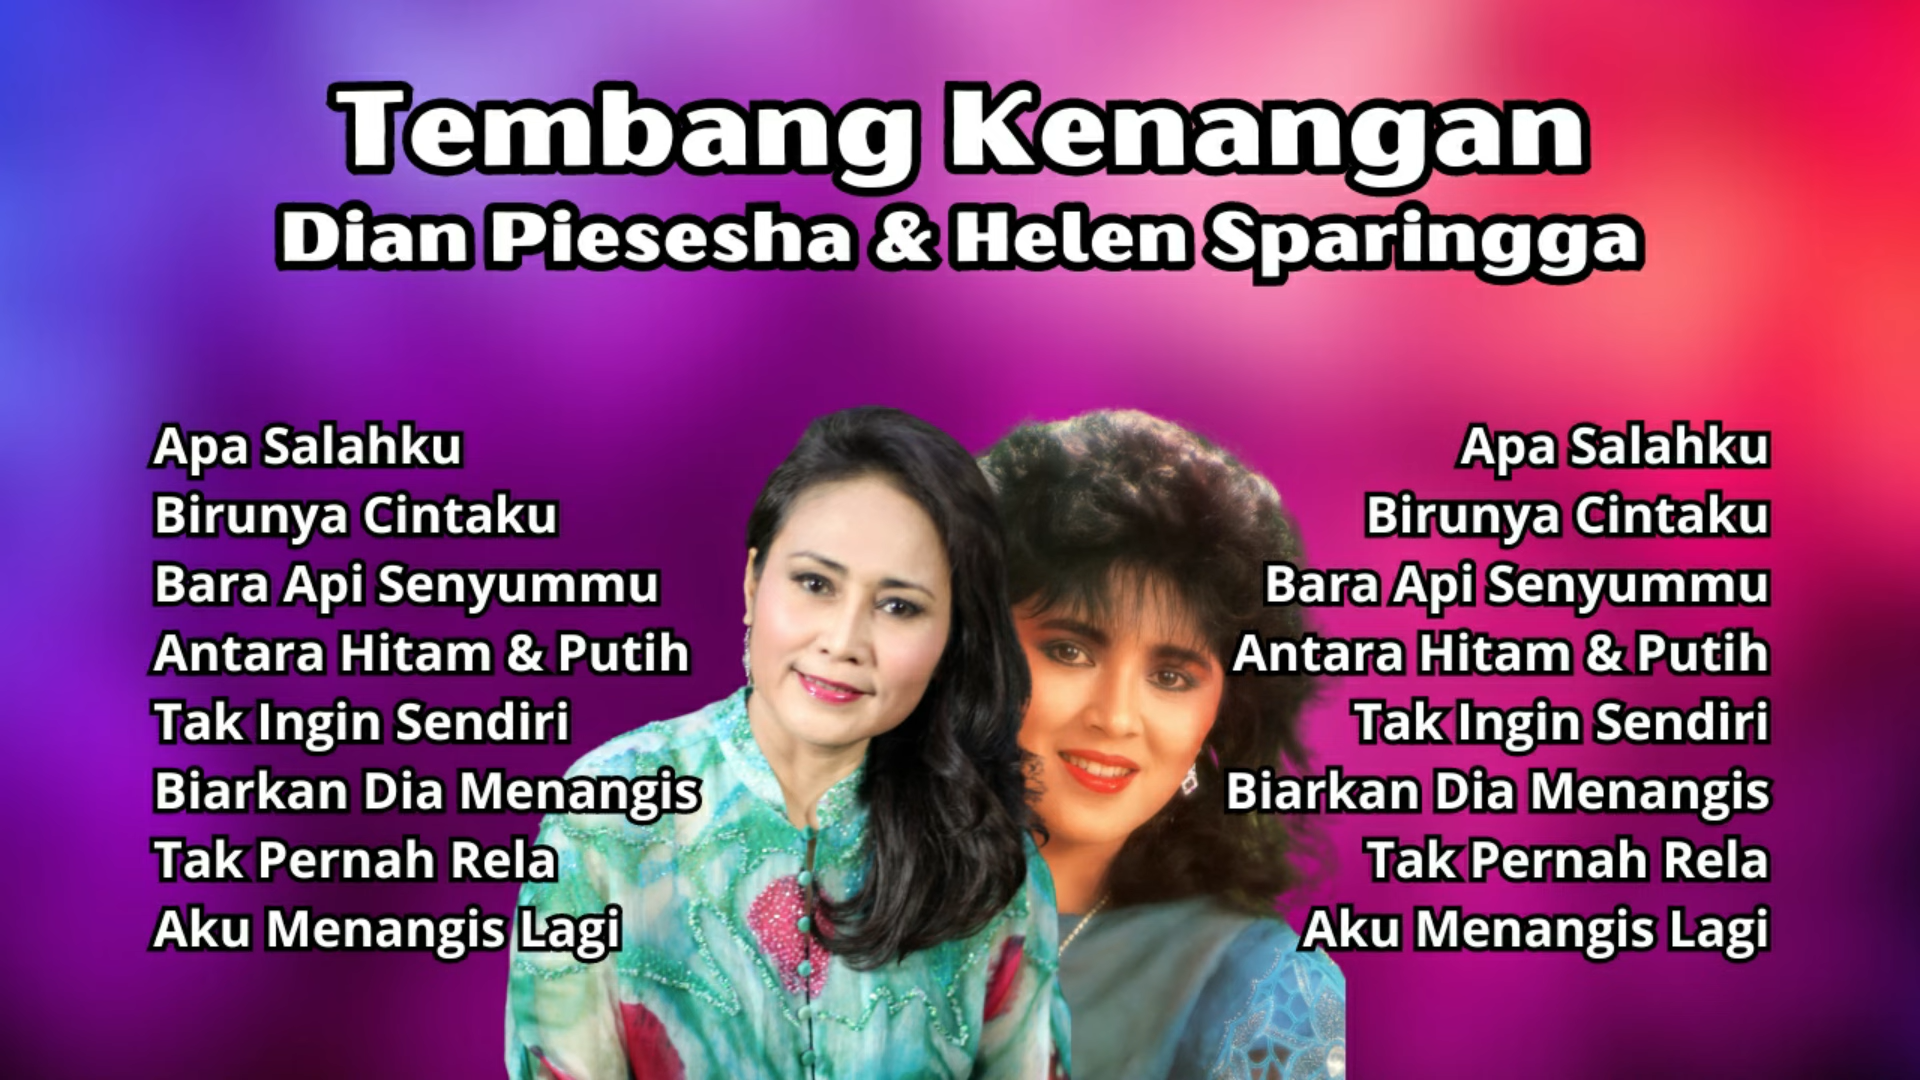 Tembang Kenangan
Dian Piesesha & Helen Sparingga
Apa Salahku
Birunya Cintaku
Bara Api Senyummu
Antara Hitam & Putih
Tak Ingin Sendiri
Biarkan Dia Menangis
Tak Pernah Rela
Aku Menangis Lagi
Apa Salahku
Birunya Cintaku
Bara Api Senyummu
Antara Hitam & Putih
Tak Ingin Sendiri
Biarkan Dia Menangis
Tak Pernah Rela
Aku Menangis Lagi